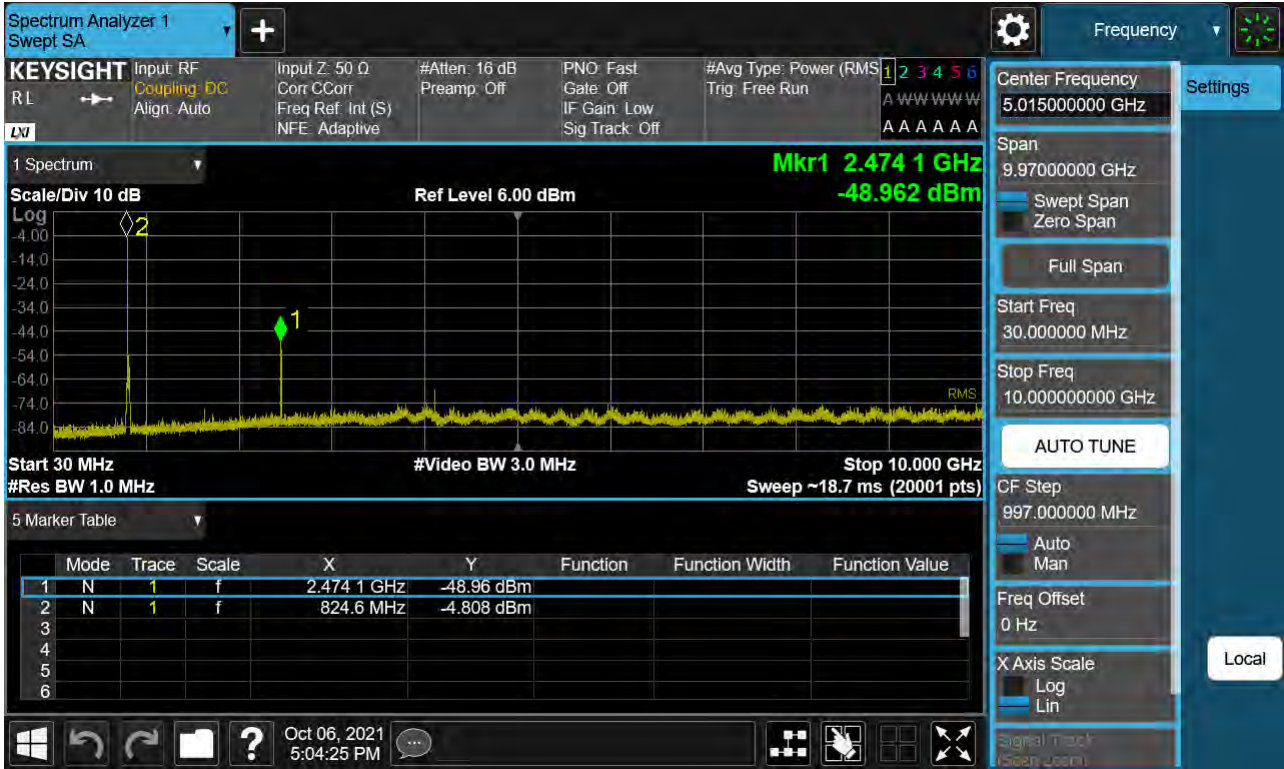 Spectrum Analyzer 1
Swept SA
+
Frequency
KEYSIGHT
RL
LXI
Input: RF
Coupling: DC
Align: Auto
Input Z: 50 Ω
Corr CCorr
Freq Ref: Int (S)
NFE: Adaptive
#Atten: 16 dB
Preamp: Off
PNO: Fast
Gate: Off
IF Gain: Low
Sig Track: Off
#Avg Type: Power (RMS
Trig: Free Run
1 2 3 4 5 6
A W W W W W
A A A A A A
Center Frequency
5.015000000 GHz
Settings
Span
9.97000000 GHz
Swept Span
Zero Span
Full Span
Start Freq
30.000000 MHz
Stop Freq
10.000000000 GHz
AUTO TUNE
CF Step
997.000000 MHz
Auto
Man
Freq Offset
0 Hz
X Axis Scale
Log
Lin
Signal Track
(Span Zoom)
Local
1 Spectrum
Mkr1 2.474 1 GHz
Scale/Div 10 dB
Ref Level 6.00 dBm
-48.962 dBm
Log
-4.00
-14.0
-24.0
-34.0
-44.0
-54.0
-64.0
-74.0
-84.0
2
1
RMS
Start 30 MHz
#Video BW 3.0 MHz
Stop 10.000 GHz
#Res BW 1.0 MHz
Sweep ~18.7 ms (20001 pts)
5 Marker Table
Mode Trace Scale X Y Function Function Width Function Value
1 N 1 f 2.474 1 GHz -48.96 dBm
2 N 1 f 824.6 MHz -4.808 dBm
3
4
5
6
?
Oct 06, 2021
5:04:25 PM